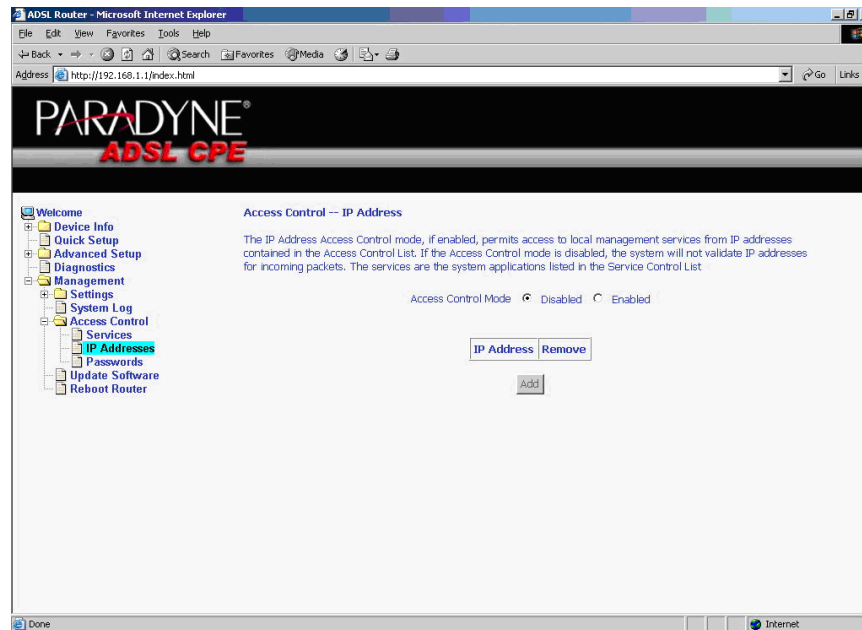 ADSL Router - Microsoft Internet Explorer
File Edit View Favorites Tools Help
Back Search Favorites Media
Address http://192.168.1.1/index.html Go Links
PARADYNE®
ADSL CPE
Welcome
Device Info
Quick Setup
Advanced Setup
Diagnostics
Management
Settings
System Log
Access Control
Services
IP Addresses
Passwords
Update Software
Reboot Router
Access Control -- IP Address
The IP Address Access Control mode, if enabled, permits access to local management services from IP addresses
contained in the Access Control List. If the Access Control mode is disabled, the system will not validate IP addresses
for incoming packets. The services are the system applications listed in the Service Control List
Access Control Mode Disabled Enabled
IP Address Remove
Add
Done Internet